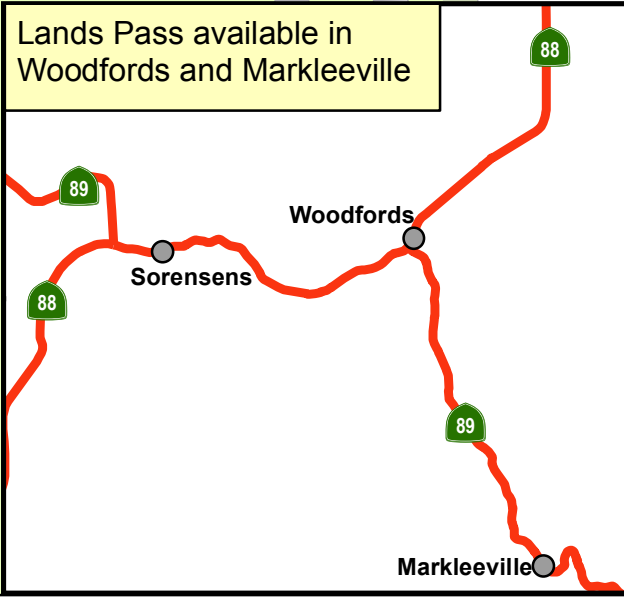 Lands Pass available in
Woodfords and Markleeville
88
89
Woodfords
Sorensens
88
89
Markleeville